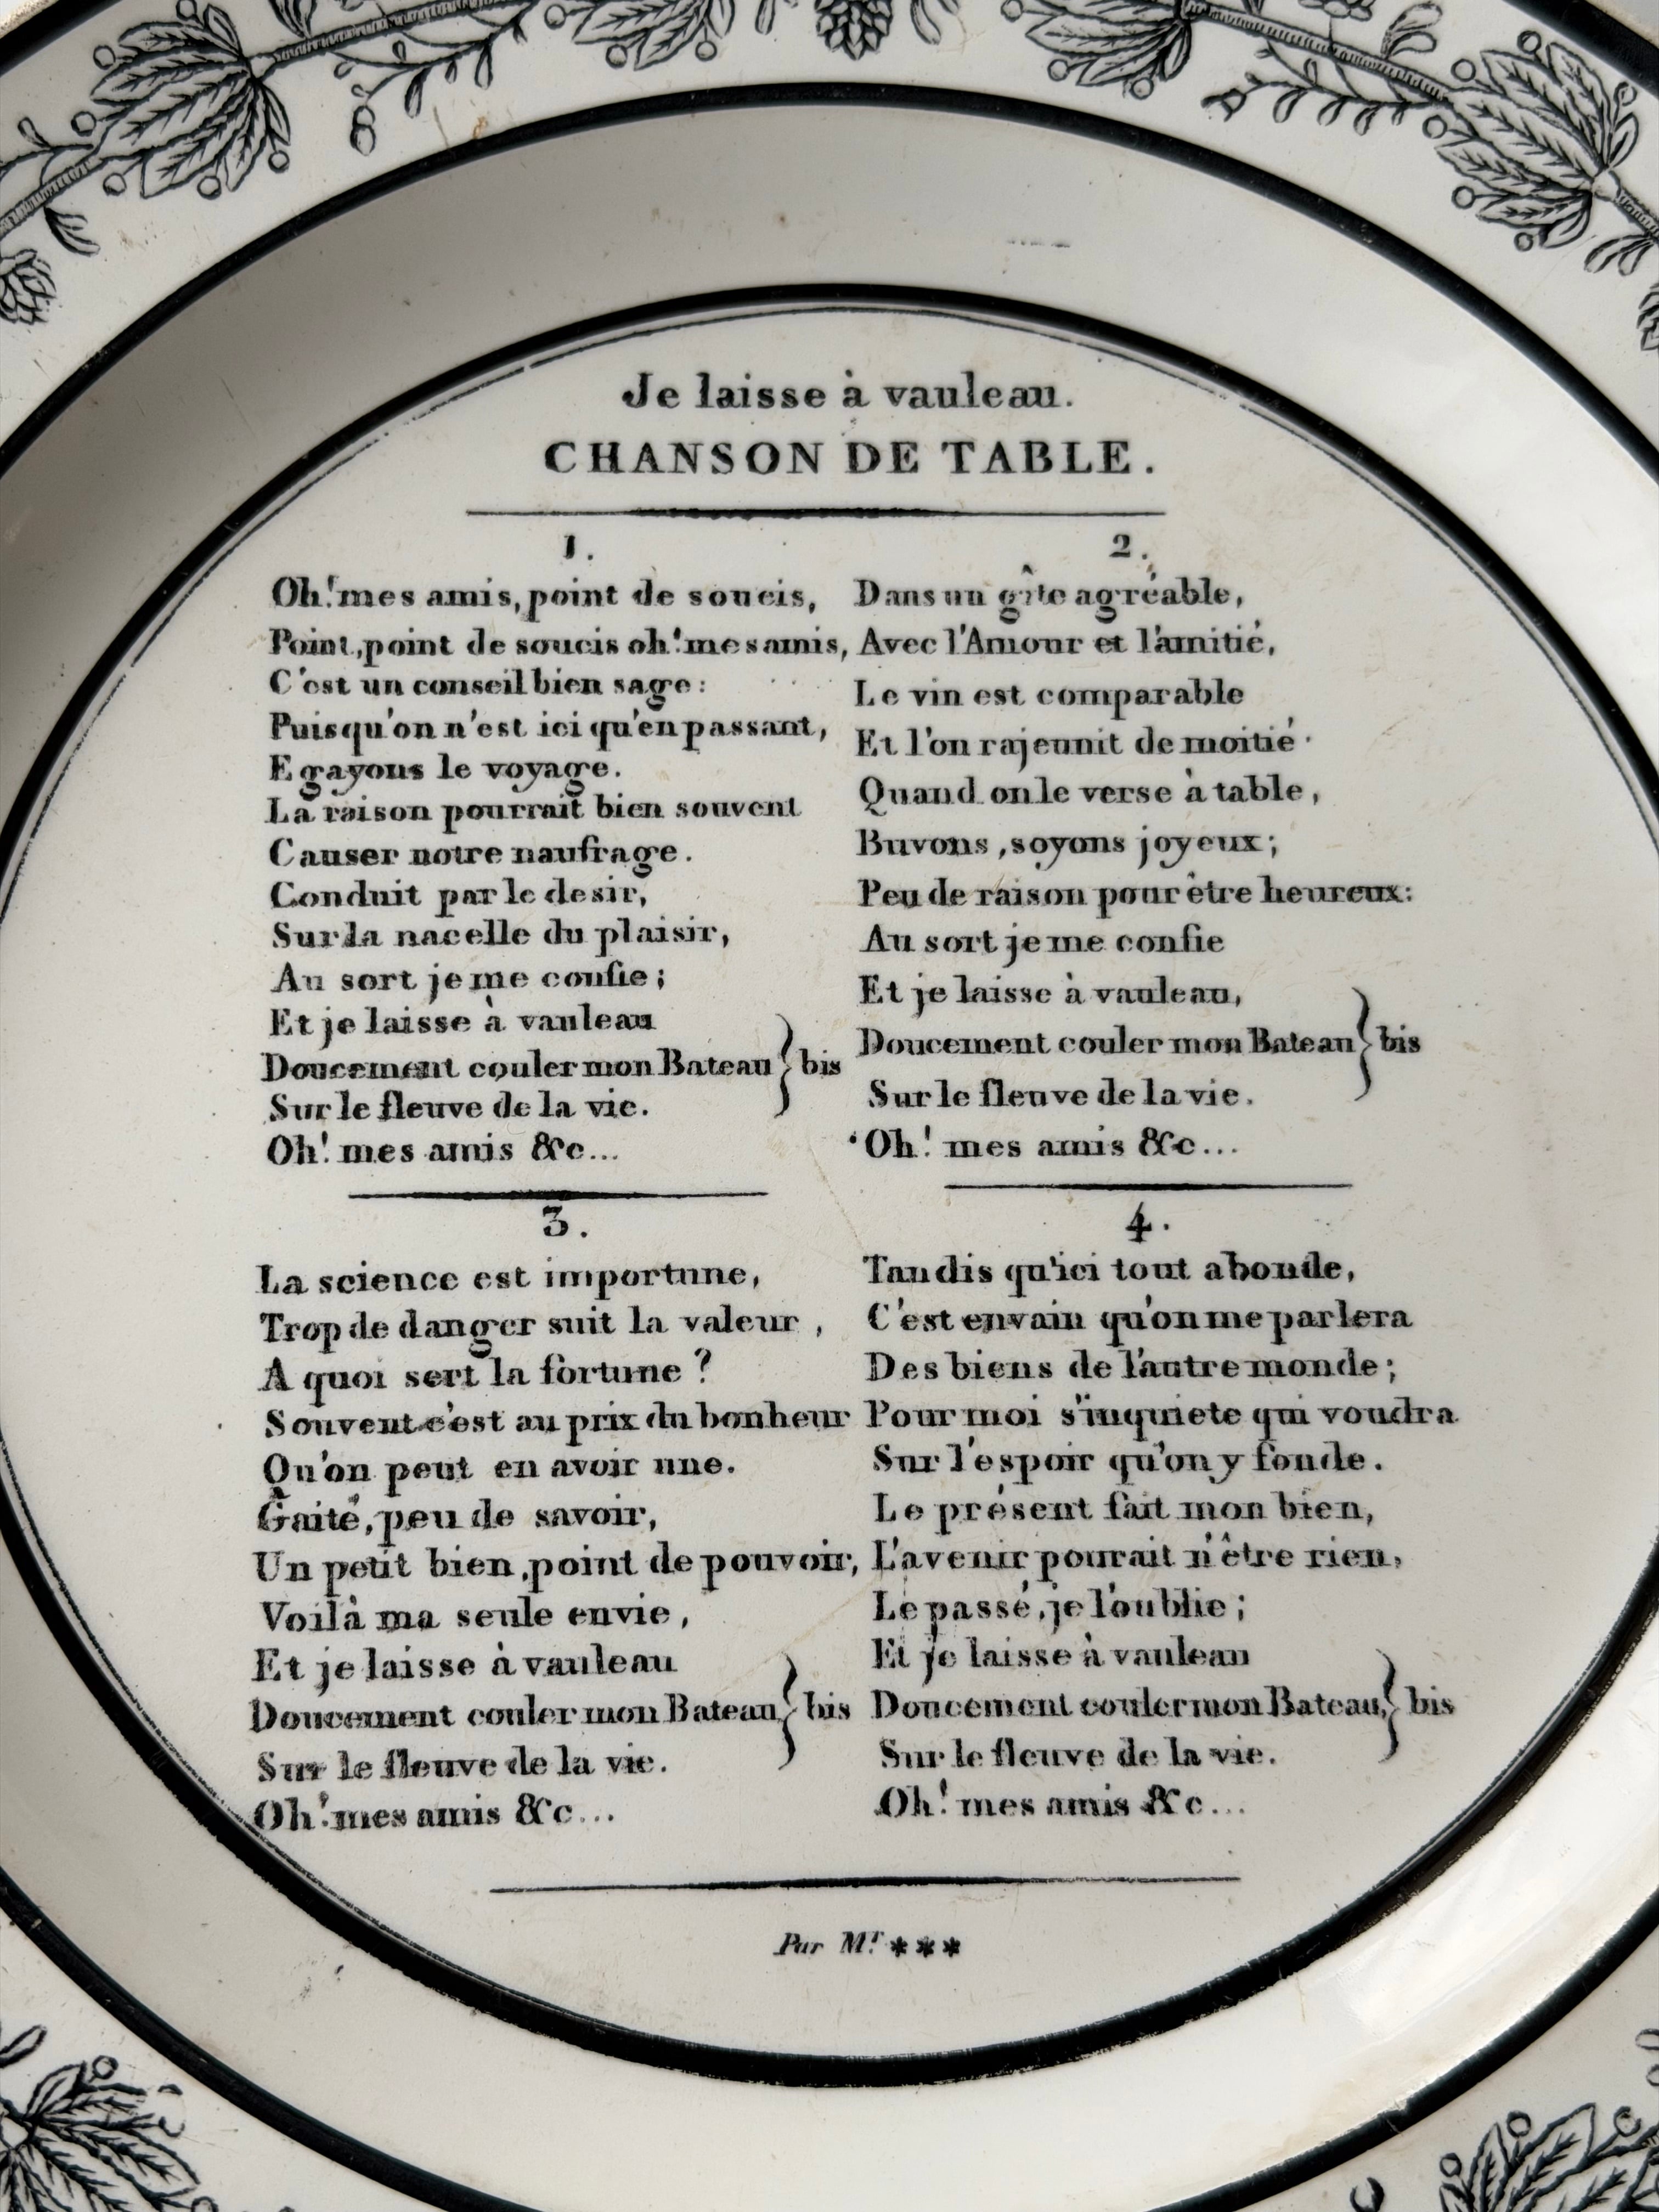 Je laisse à vauleau.
CHANSON DE TABLE.
1.
Oh! mes amis, point de soucis,
Point, point de soucis oh! mes amis,
C'est un conseil bien sage:
Puisqu'on n'est ici qu'en passant,
Egayons le voyage.
La raison pourrait bien souvent
Causer notre naufrage.
Conduit par le desir,
Sur la nacelle du plaisir,
Au sort je me confie;
Et je laisse à vauleau
Doucement couler mon Bateau } bis
Sur le fleuve de la vie.
Oh! mes amis &c...
2.
Dans un gîte agréable,
Avec l'Amour et l'amitié,
Le vin est comparable
Et l'on rajeunit de moitié.
Quand on le verse à table,
Buvons, soyons joyeux;
Peu de raison pour être heureux:
Au sort je me confie
Et je laisse à vauleau,
Doucement couler mon Bateau } bis
Sur le fleuve de la vie.
Oh! mes amis &c...
3.
La science est importune,
Trop de danger suit la valeur,
A quoi sert la fortune?
Souvent c'est au prix du bonheur
Qu'on peut en avoir une.
Gaité, peu de savoir,
Un petit bien, point de pouvoir,
Voilà ma seule envie,
Et je laisse à vauleau
Doucement couler mon Bateau, } bis
Sur le fleuve de la vie.
Oh! mes amis &c...
4.
Tandis qu'ici tout abonde,
C'est envain qu'on me parlera
Des biens de l'autre monde;
Pour moi s'inquiete qui voudra
Sur l'espoir qu'on y fonde.
Le présent fait mon bien,
L'avenir pourait n'être rien,
Le passé, je l'oublie;
Et je laisse à vauleau
Doucement couler mon Bateau, } bis
Sur le fleuve de la vie.
Oh! mes amis &c...
Par Mr. ***